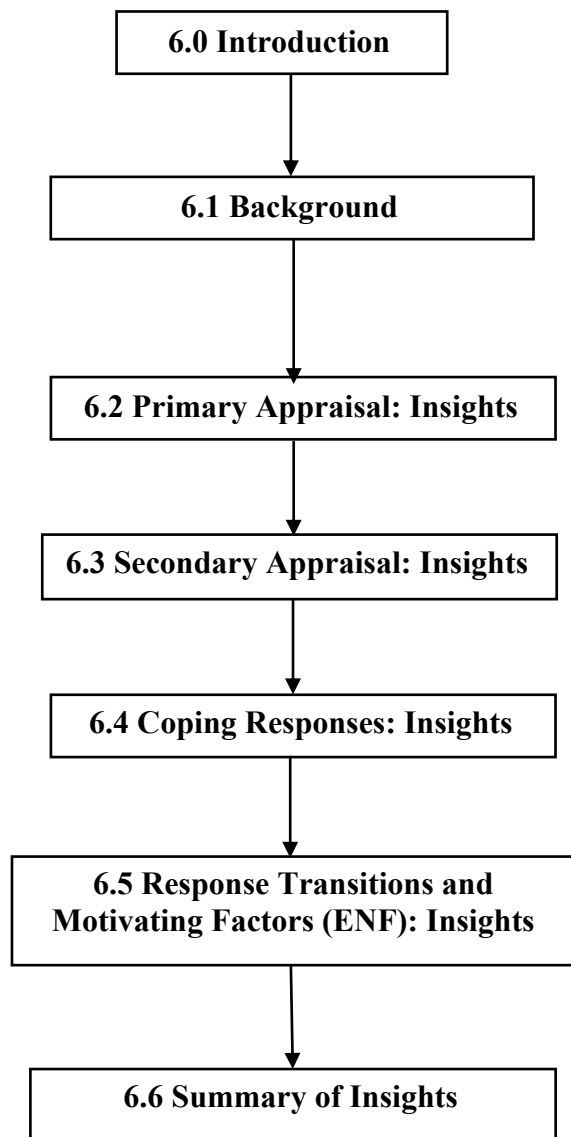 6.0 Introduction
6.1 Background
6.2 Primary Appraisal: Insights
6.3 Secondary Appraisal: Insights
6.4 Coping Responses: Insights
6.5 Response Transitions and
Motivating Factors (ENF): Insights
6.6 Summary of Insights